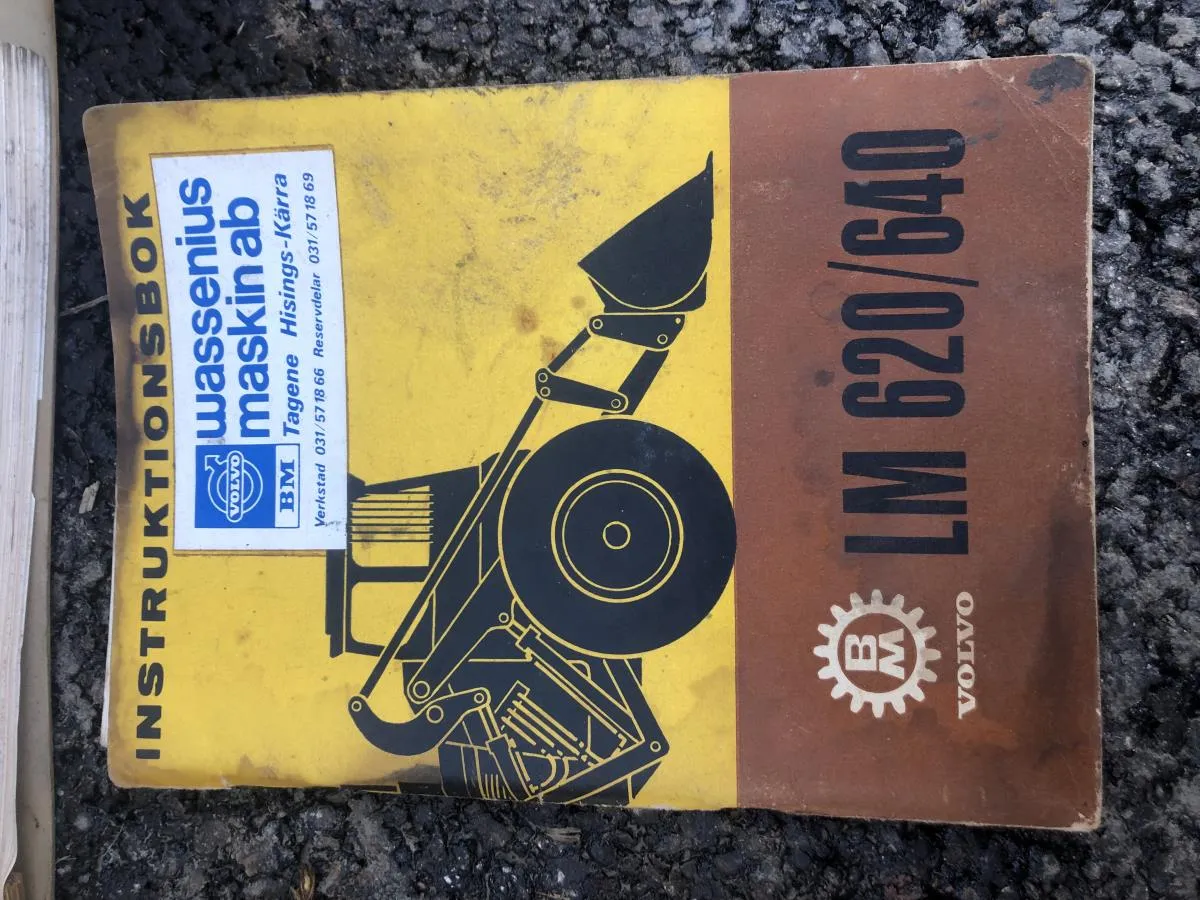 INSTRUKTIONSBOK
VOLVO
BM
wassenius
maskin ab
Tagene Hisings-Kärra
Verkstad 031/57 18 66 Reservdelar 031/57 18 69
BM
VOLVO
LM 620/640